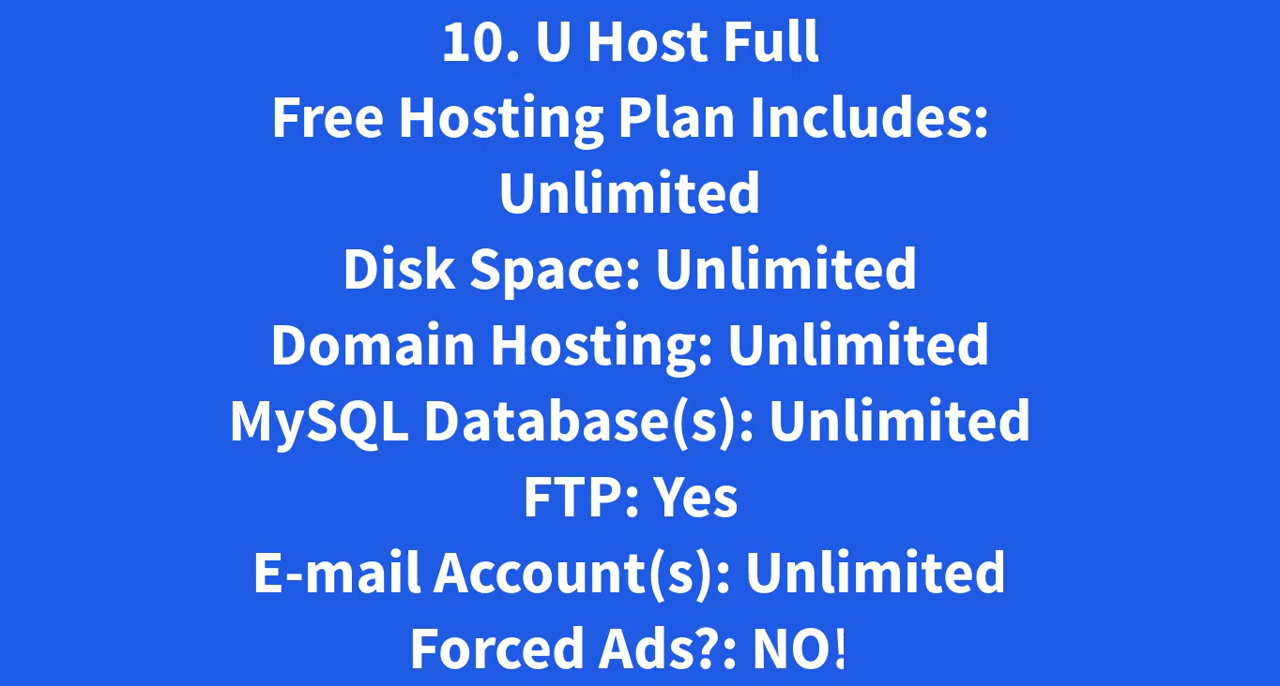 10. U Host Full
Free Hosting Plan Includes:
Unlimited
Disk Space: Unlimited
Domain Hosting: Unlimited
MySQL Database(s): Unlimited
FTP: Yes
E-mail Account(s): Unlimited
Forced Ads?: NO!